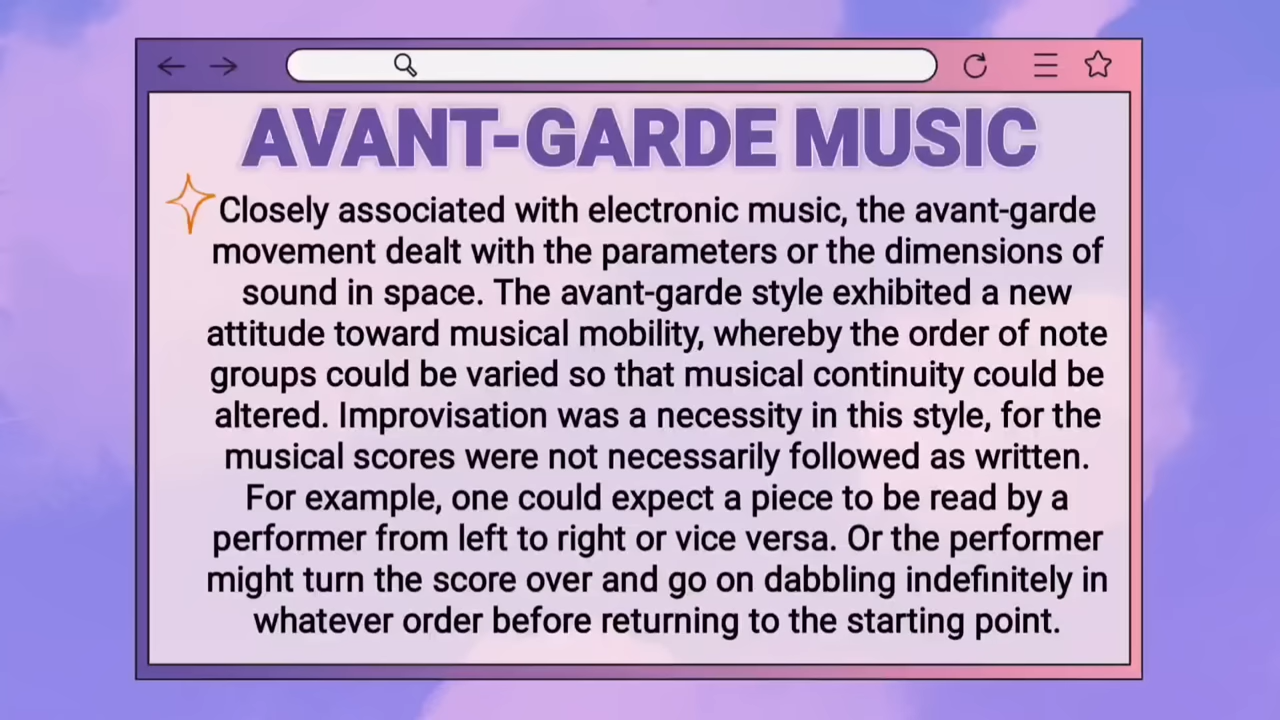 AVANT-GARDE MUSIC
Closely associated with electronic music, the avant-garde
movement dealt with the parameters or the dimensions of
sound in space. The avant-garde style exhibited a new
attitude toward musical mobility, whereby the order of note
groups could be varied so that musical continuity could be
altered. Improvisation was a necessity in this style, for the
musical scores were not necessarily followed as written.
For example, one could expect a piece to be read by a
performer from left to right or vice versa. Or the performer
might turn the score over and go on dabbling indefinitely in
whatever order before returning to the starting point.